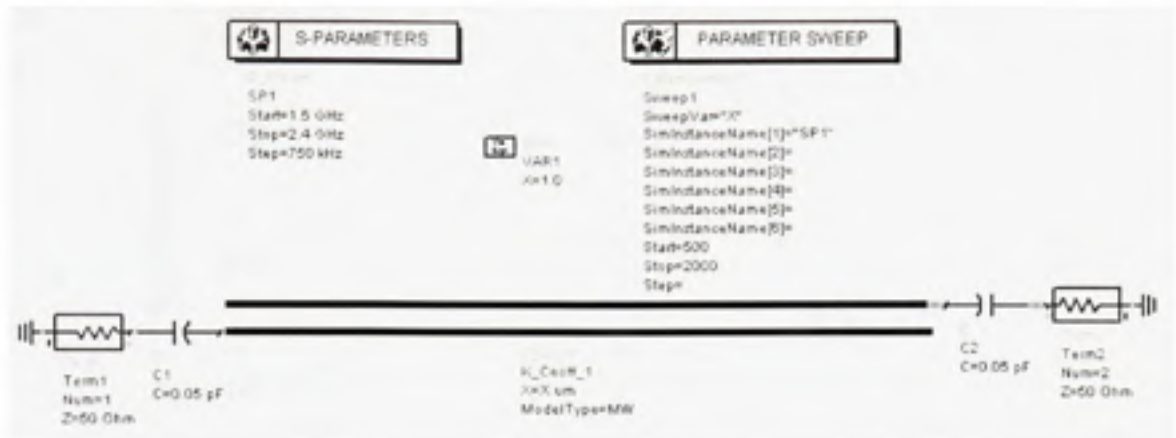 S-PARAMETERS
SP1
Start=1.5 GHz
Stop=2.4 GHz
Step=750 kHz
VAR1
X=1.0
PARAMETER SWEEP
Sweep1
SweepVar="X"
SimInstanceName[1]="SP1"
SimInstanceName[2]=
SimInstanceName[3]=
SimInstanceName[4]=
SimInstanceName[5]=
SimInstanceName[6]=
Start=500
Stop=2000
Step=
Term1
Num=1
Z=50 Ohm
C1
C=0.05 pF
X=X um
ModelType=MW
C2
C=0.05 pF
Term2
Num=2
Z=50 Ohm